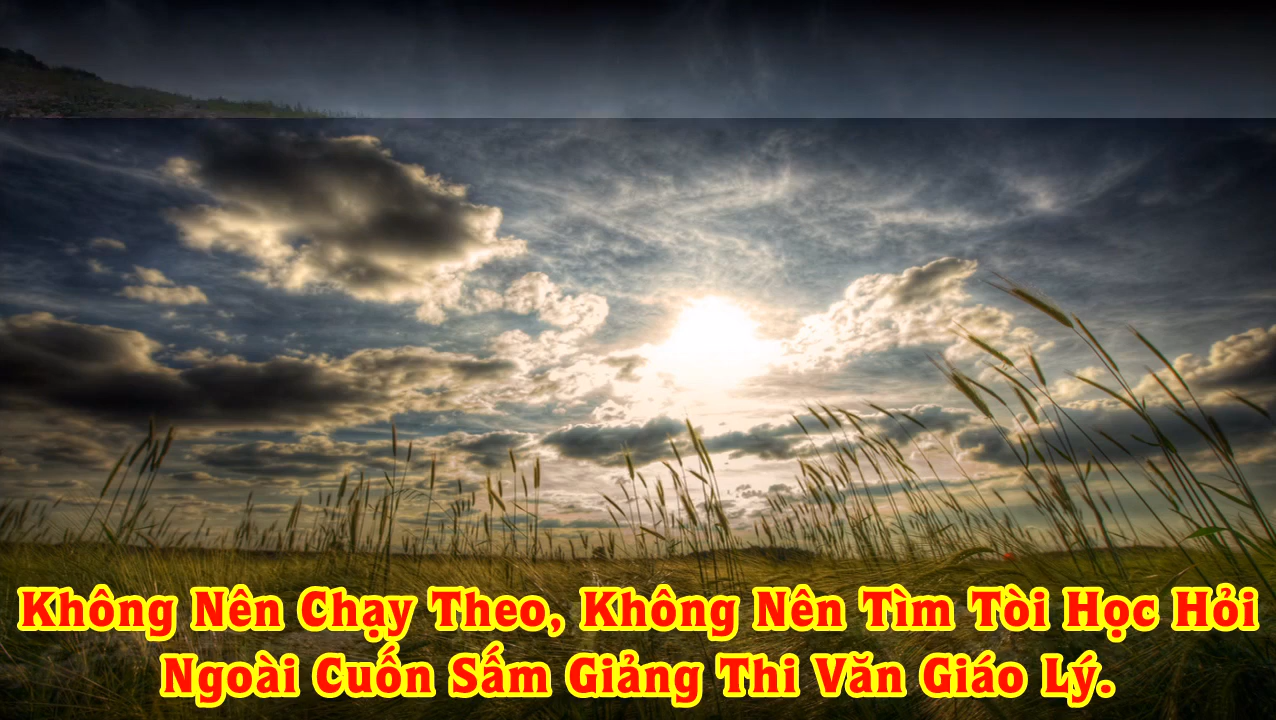 Không Nên Chạy Theo, Không Nên Tìm Tòi Học Hỏi
Ngoài Cuốn Sấm Giảng Thi Văn Giáo Lý.